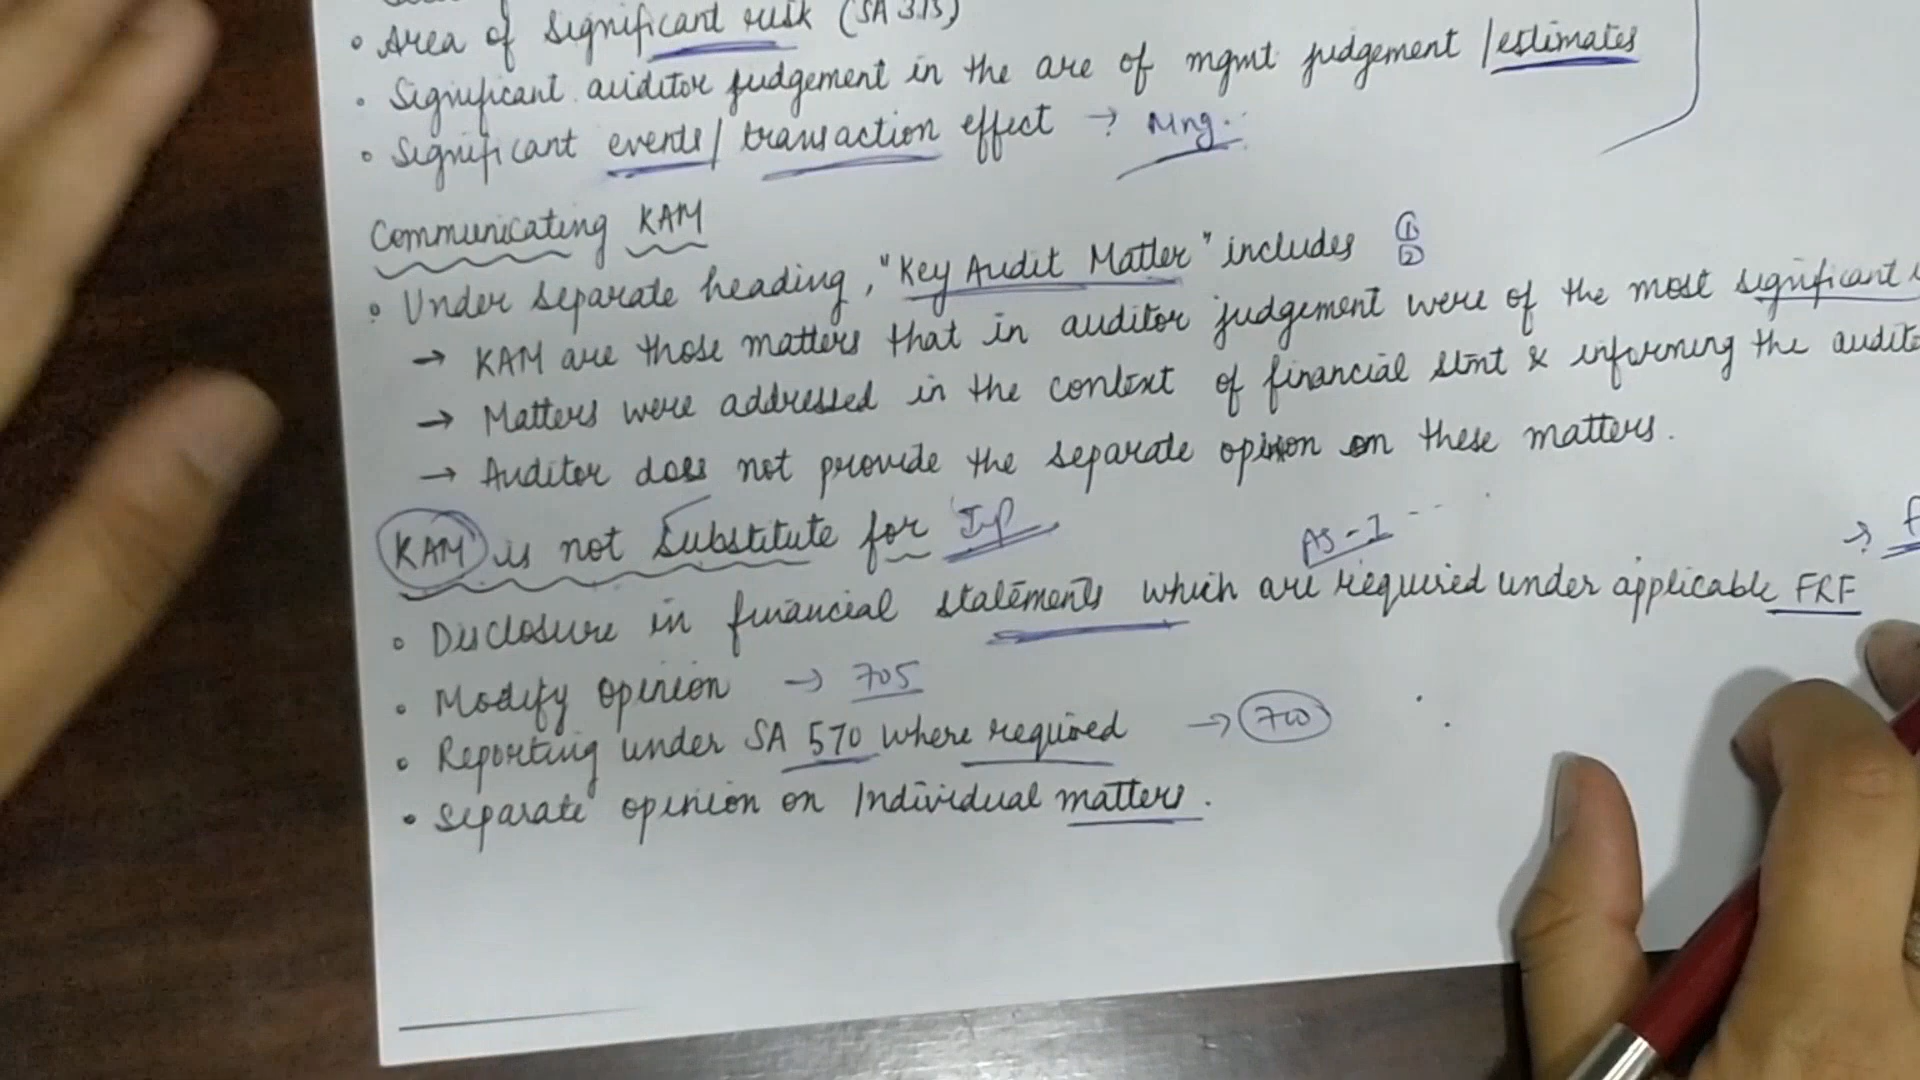 • Area of significant risk (SA 315)
• Significant auditor judgement in the are of mgmt judgement / estimates
• Significant events / transaction effect → Mng.
Communicating KAM
• Under separate heading, "Key Audit Matter" includes ① ②
→ KAM are those matters that in auditor judgement were of the most significant
→ Matters were addressed in the context of financial stmt & informing the
→ Auditor does not provide the separate opinion on these matters.
KAM is not Substitute for Imp
AS-1
• Disclosure in financial statements which are required under applicable FRF
• Modify opinion → 705
• Reporting under SA 570 where required → 700
• Separate opinion on Individual matters.